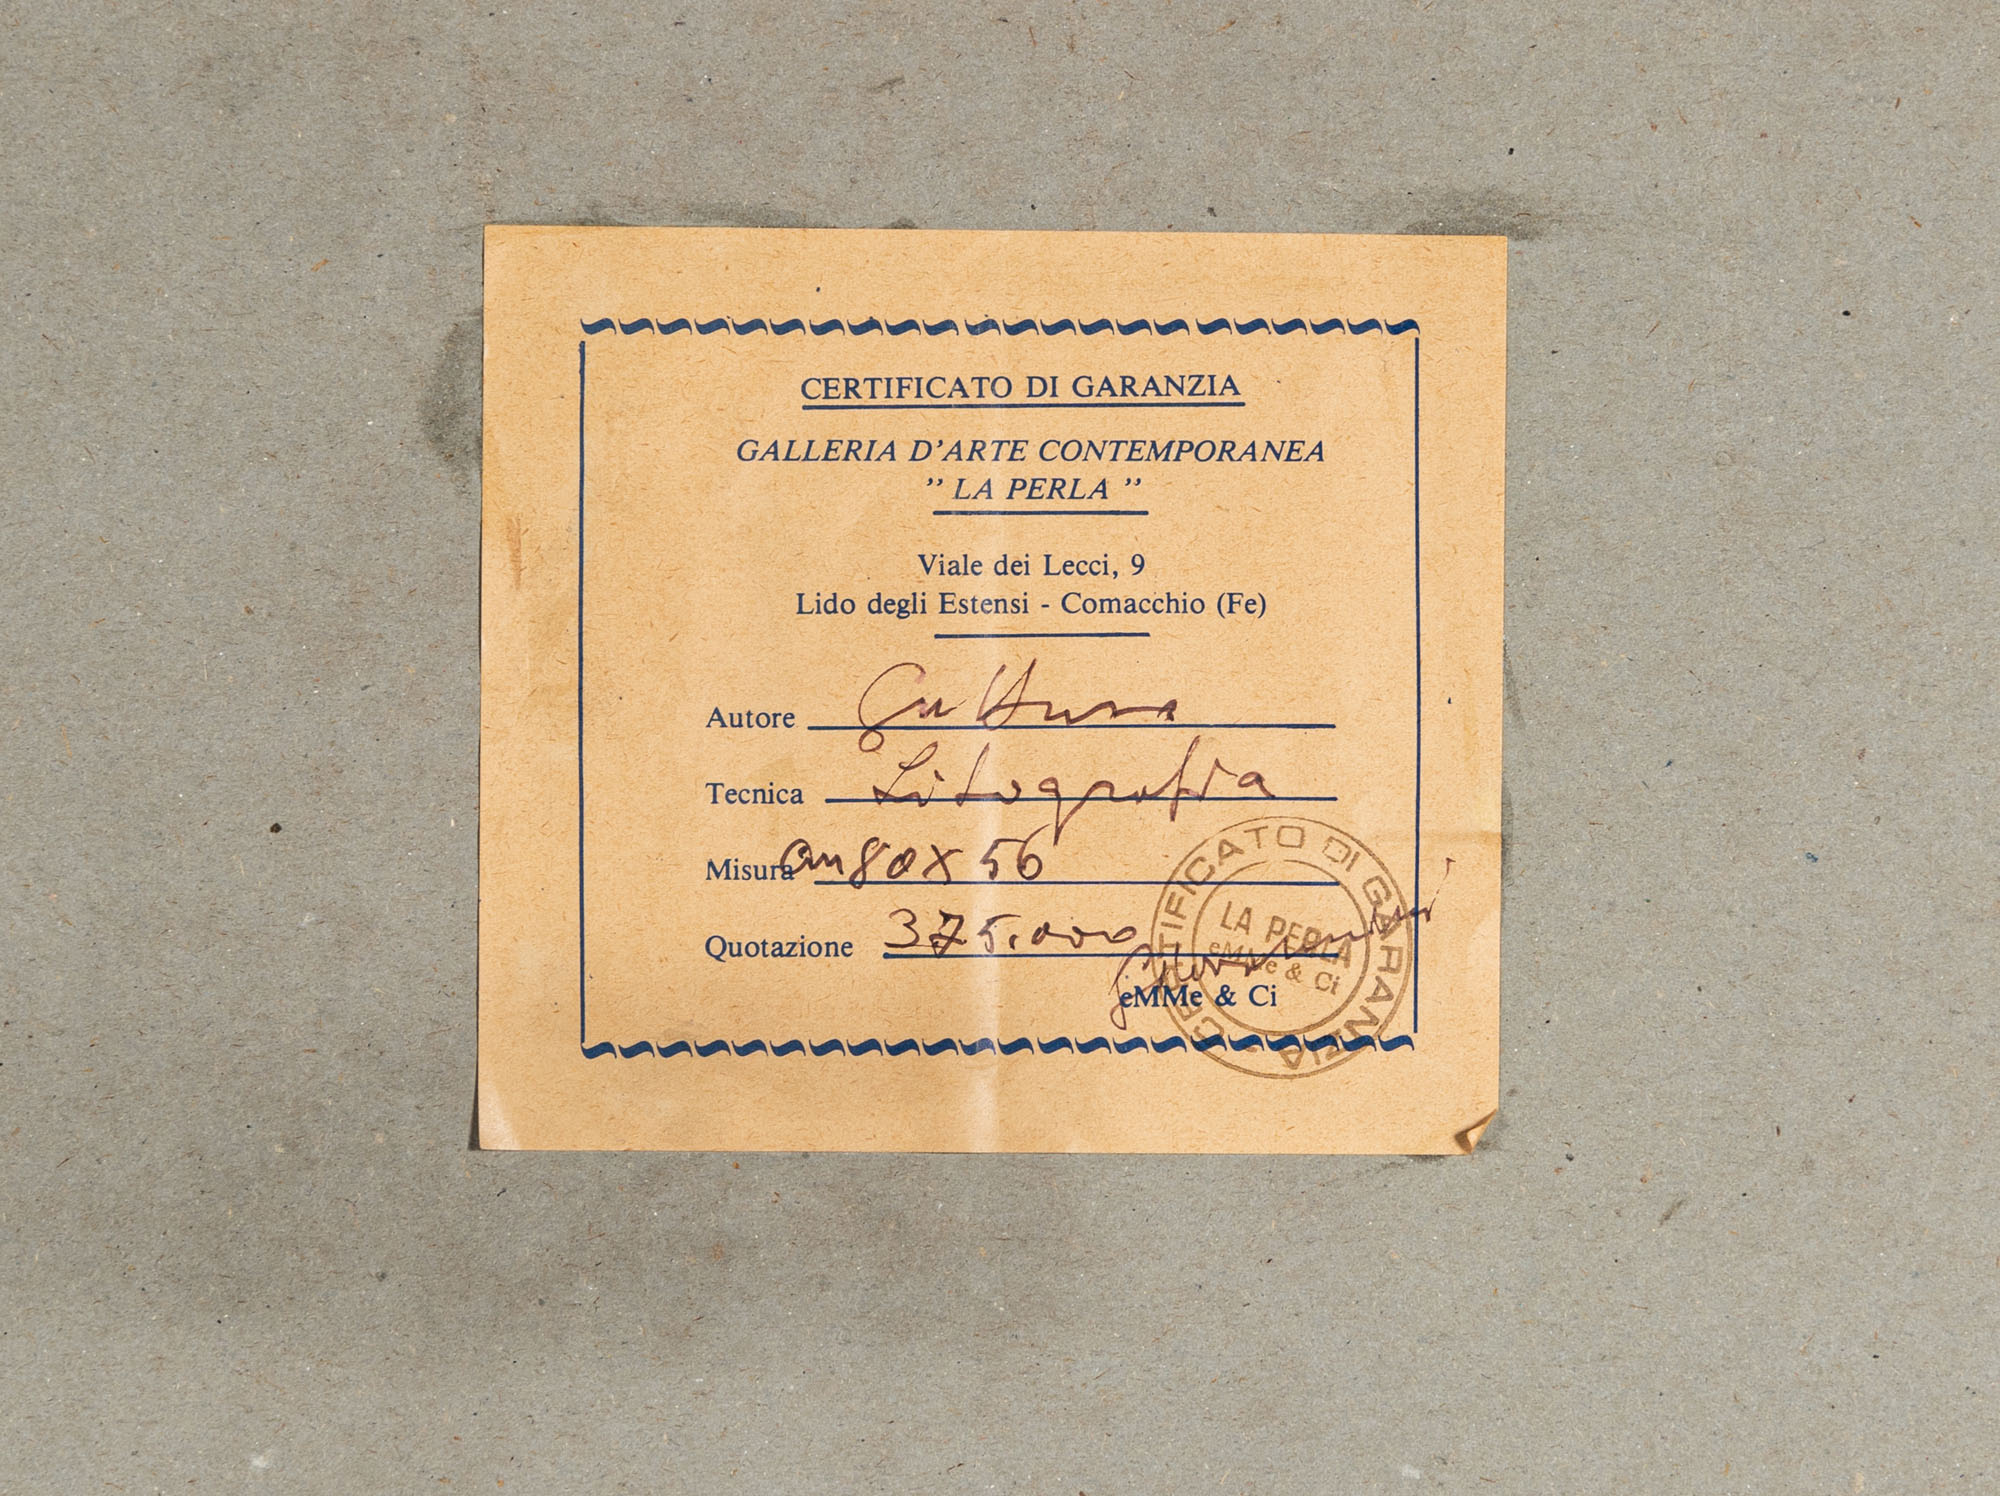 CERTIFICATO DI GARANZIA
GALLERIA D'ARTE CONTEMPORANEA
" LA PERLA "
Viale dei Lecci, 9
Lido degli Estensi - Comacchio (Fe)
Autore Guttuso
Tecnica Litografia
Misura cm 80 x 56
Quotazione 375.000
eMMe & Ci
CERTIFICATO DI GARANZIA -
LA PERLA
eMMe & Ci